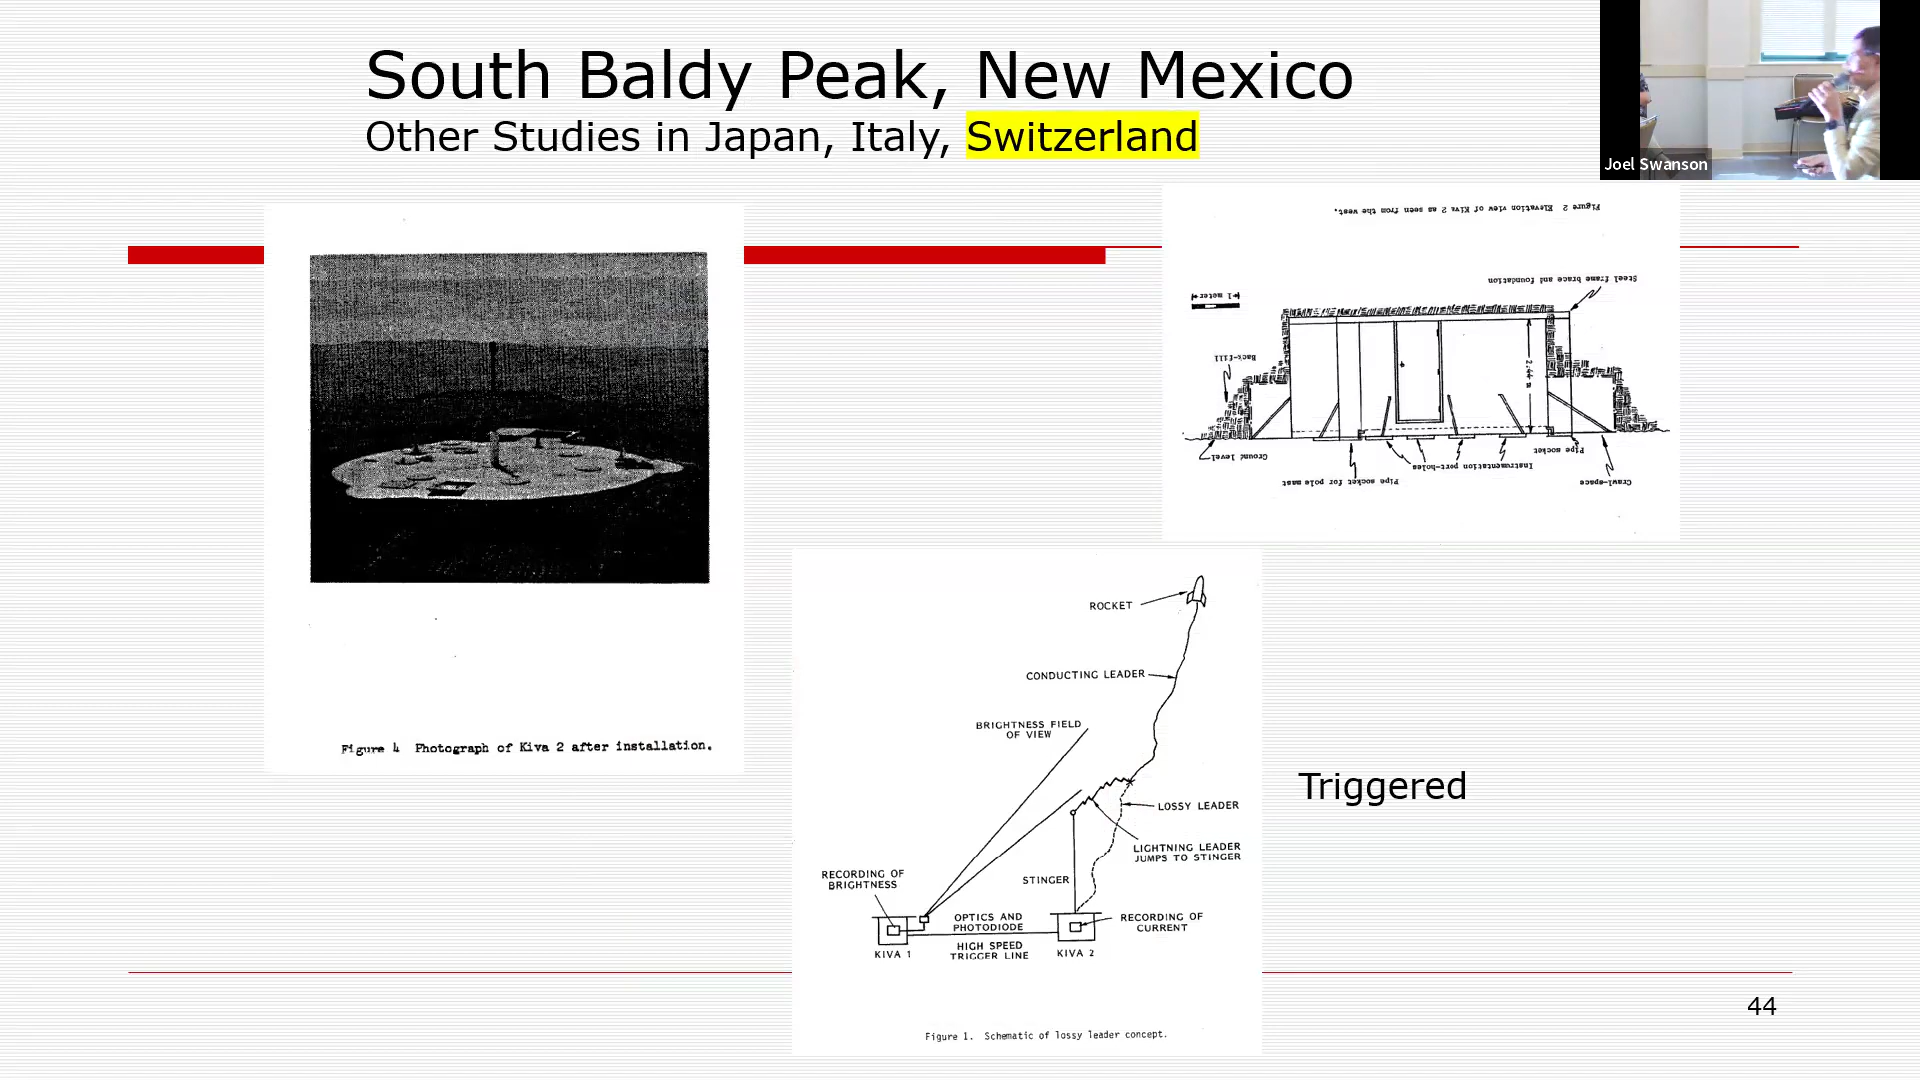 South Baldy Peak, New Mexico
Other Studies in Japan, Italy, Switzerland
Joel Swanson
Figure 2 Elevation view of Kiva 2 as seen from the west.
Steel frame brace and foundation
1 meter
Back-fill
2.44 m
Ground level
Pipe socket for pole mast
Instrumentation port-holes
Pipe socket
Crawl-space
Figure 4 Photograph of Kiva 2 after installation.
ROCKET
CONDUCTING LEADER
BRIGHTNESS FIELD
OF VIEW
LOSSY LEADER
LIGHTNING LEADER
JUMPS TO STINGER
STINGER
RECORDING OF
BRIGHTNESS
OPTICS AND
PHOTODIODE
HIGH SPEED
TRIGGER LINE
RECORDING OF
CURRENT
KIVA 1
KIVA 2
Figure 1. Schematic of lossy leader concept.
Triggered
44